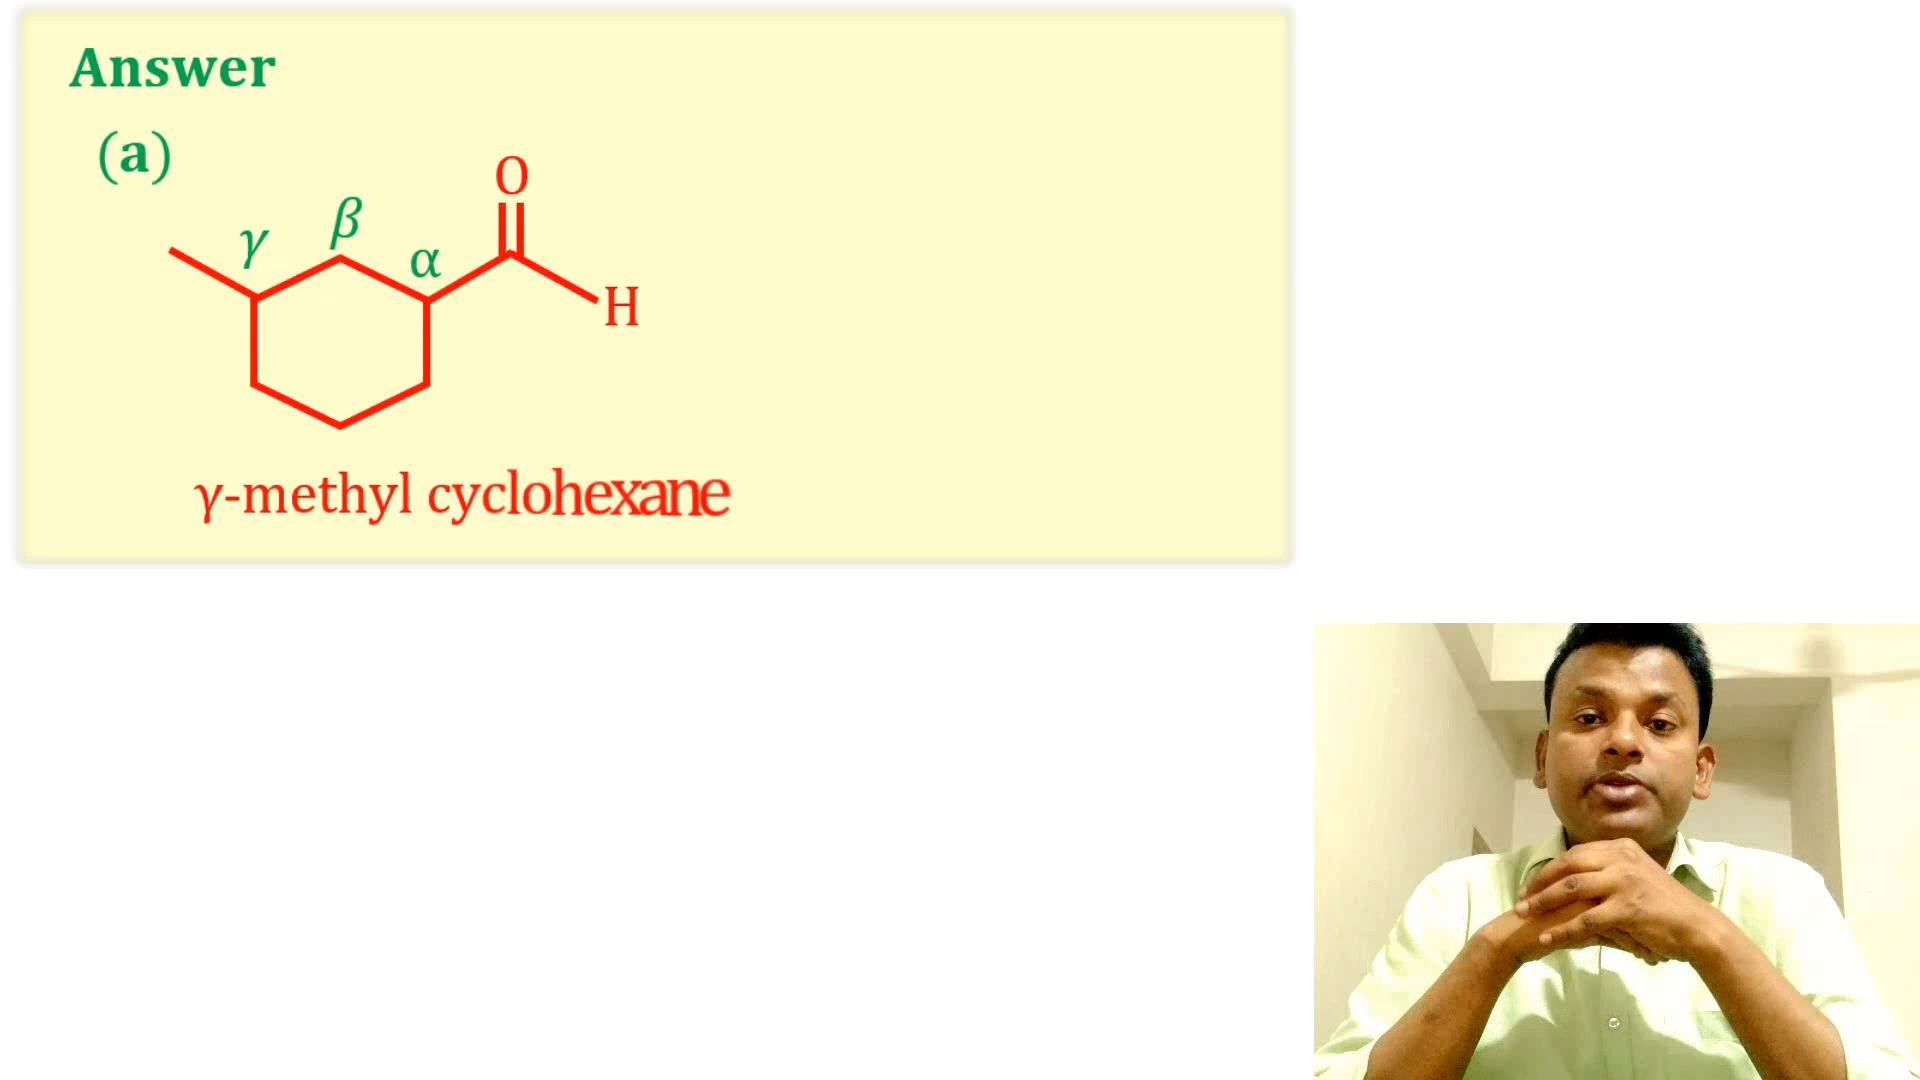 Answer
(a)
O
β
γ
α
H
γ-methyl cyclohexane